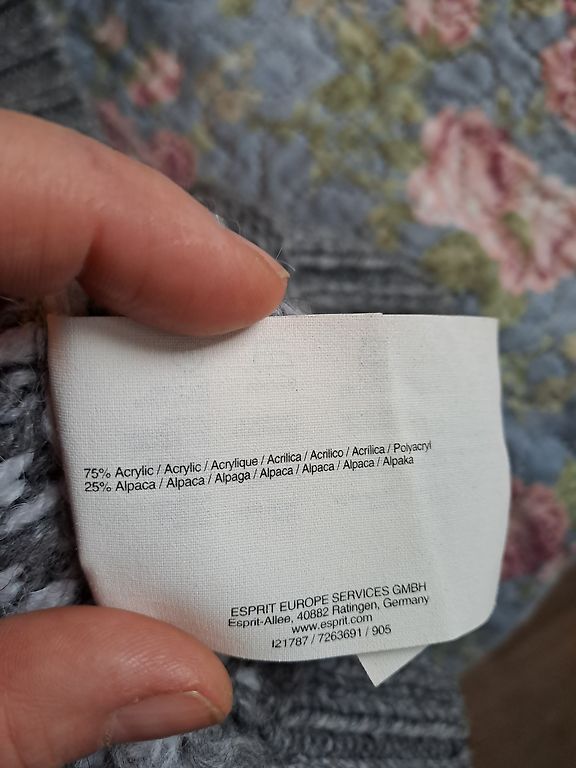 75% Acrylic / Acrylic / Acrylique / Acrilica / Acrilico / Acrílica / Polyacryl
25% Alpaca / Alpaca / Alpaga / Alpaca / Alpaca / Alpaca / Alpaka
ESPRIT EUROPE SERVICES GMBH
Esprit-Allee, 40882 Ratingen, Germany
www.esprit.com
I21787 / 7263691 / 905